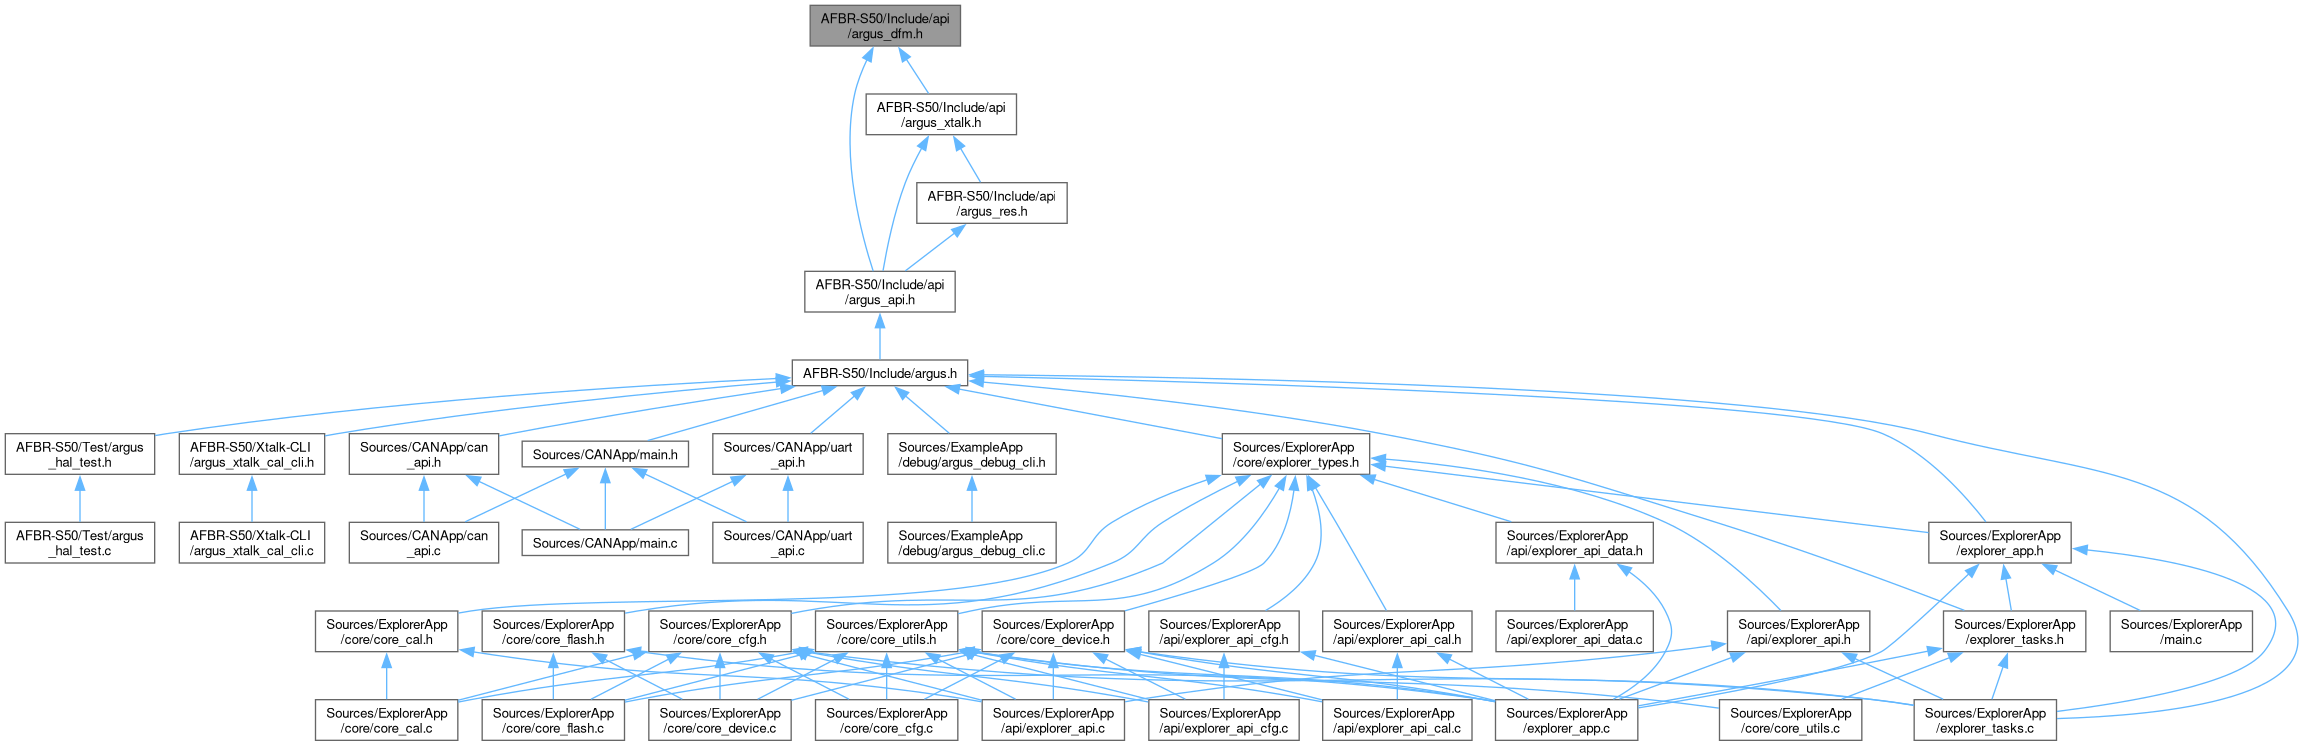 AFBR-S50/Include/api
/argus_dfm.h
AFBR-S50/Include/api
/argus_xtalk.h
AFBR-S50/Include/api
/argus_res.h
AFBR-S50/Include/api
/argus_api.h
AFBR-S50/Include/argus.h
AFBR-S50/Test/argus
_hal_test.h
AFBR-S50/Xtalk-CLI
/argus_xtalk_cal_cli.h
Sources/CANApp/can
_api.h
Sources/CANApp/main.h
Sources/CANApp/uart
_api.h
Sources/ExampleApp
/debug/argus_debug_cli.h
Sources/ExplorerApp
/core/explorer_types.h
AFBR-S50/Test/argus
_hal_test.c
AFBR-S50/Xtalk-CLI
/argus_xtalk_cal_cli.c
Sources/CANApp/can
_api.c
Sources/CANApp/main.c
Sources/CANApp/uart
_api.c
Sources/ExampleApp
/debug/argus_debug_cli.c
Sources/ExplorerApp
/api/explorer_api_data.h
Sources/ExplorerApp
/explorer_app.h
Sources/ExplorerApp
/core/core_cal.h
Sources/ExplorerApp
/core/core_flash.h
Sources/ExplorerApp
/core/core_cfg.h
Sources/ExplorerApp
/core/core_utils.h
Sources/ExplorerApp
/core/core_device.h
Sources/ExplorerApp
/api/explorer_api_cfg.h
Sources/ExplorerApp
/api/explorer_api_cal.h
Sources/ExplorerApp
/api/explorer_api_data.c
Sources/ExplorerApp
/api/explorer_api.h
Sources/ExplorerApp
/explorer_tasks.h
Sources/ExplorerApp
/main.c
Sources/ExplorerApp
/core/core_cal.c
Sources/ExplorerApp
/core/core_flash.c
Sources/ExplorerApp
/core/core_device.c
Sources/ExplorerApp
/core/core_cfg.c
Sources/ExplorerApp
/api/explorer_api.c
Sources/ExplorerApp
/api/explorer_api_cfg.c
Sources/ExplorerApp
/api/explorer_api_cal.c
Sources/ExplorerApp
/explorer_app.c
Sources/ExplorerApp
/core/core_utils.c
Sources/ExplorerApp
/explorer_tasks.c